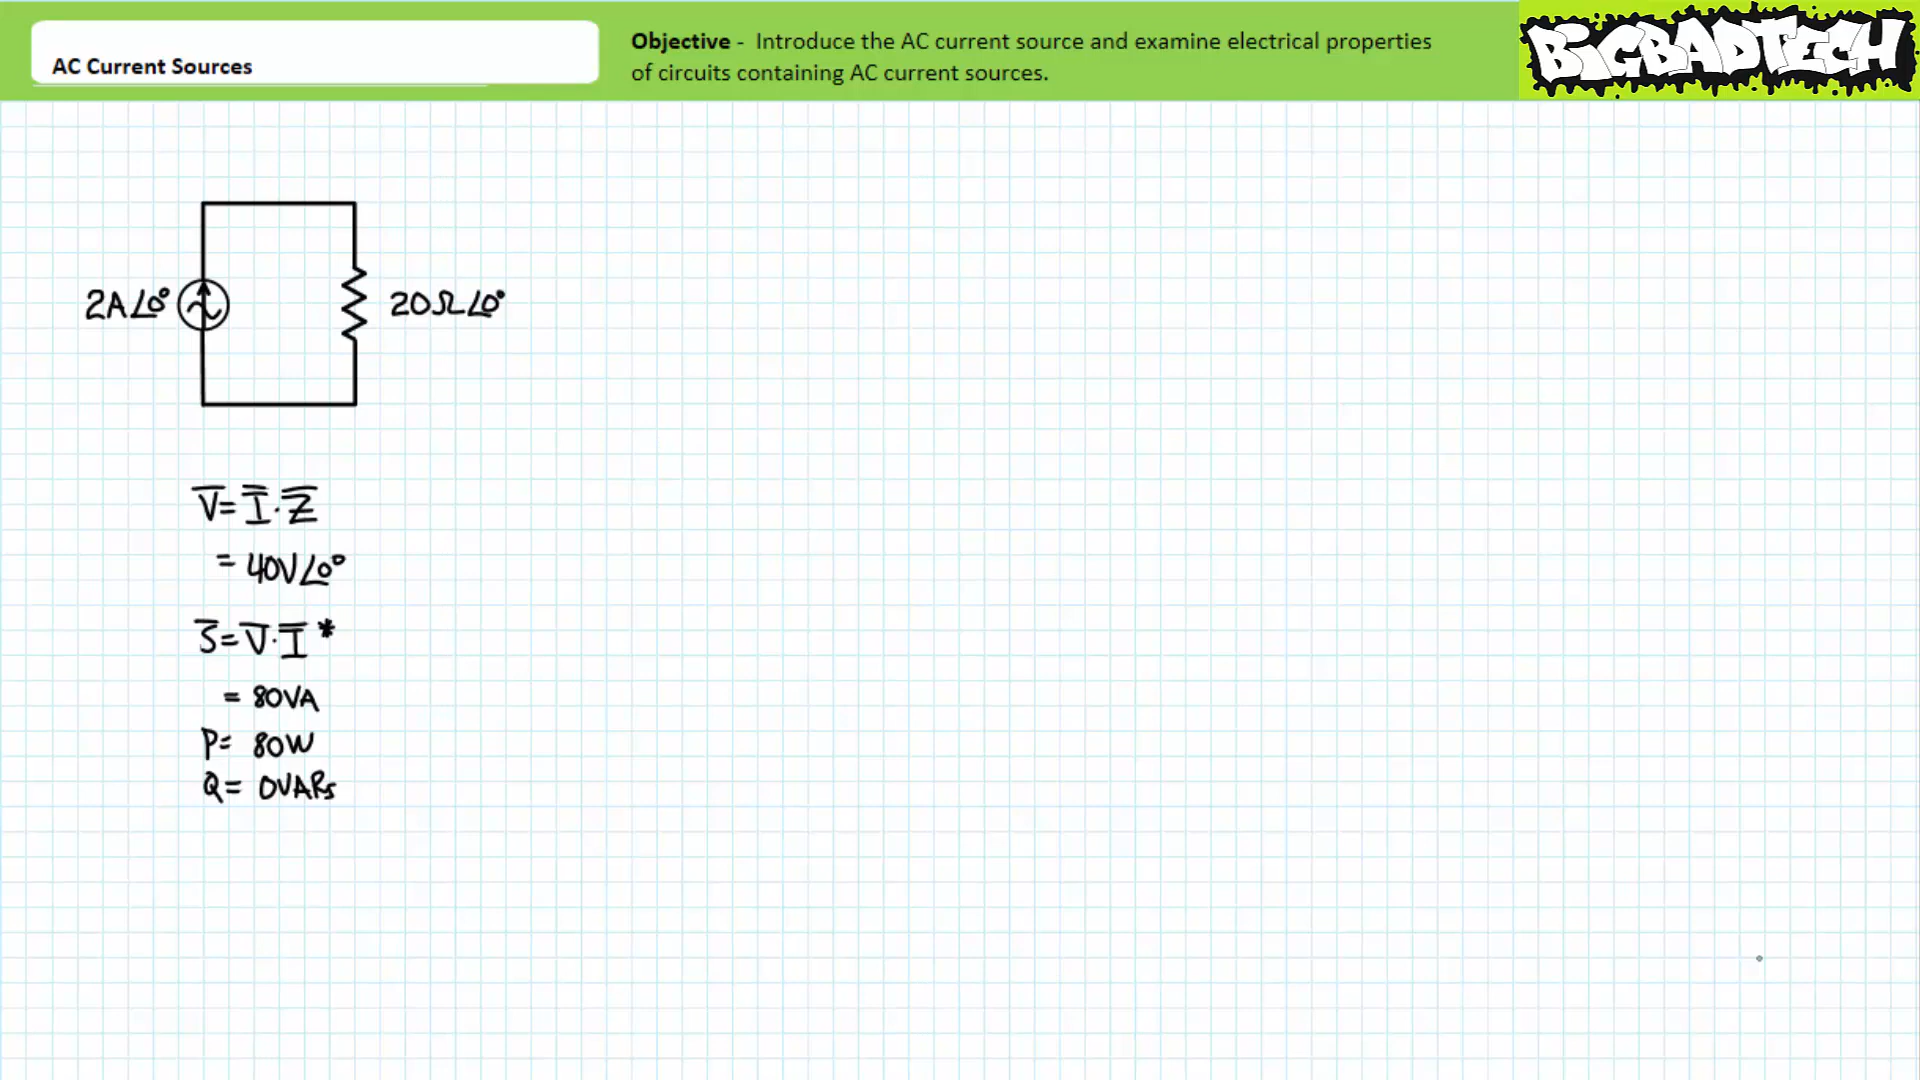 AC Current Sources
Objective - Introduce the AC current source and examine electrical properties
of circuits containing AC current sources.
BIGBADTECH
2A∠0°
20Ω∠0°
V̅=I̅·Z̅
= 40V∠0°
S̅=V̅·I̅*
= 80VA
P= 80W
Q= 0VARs